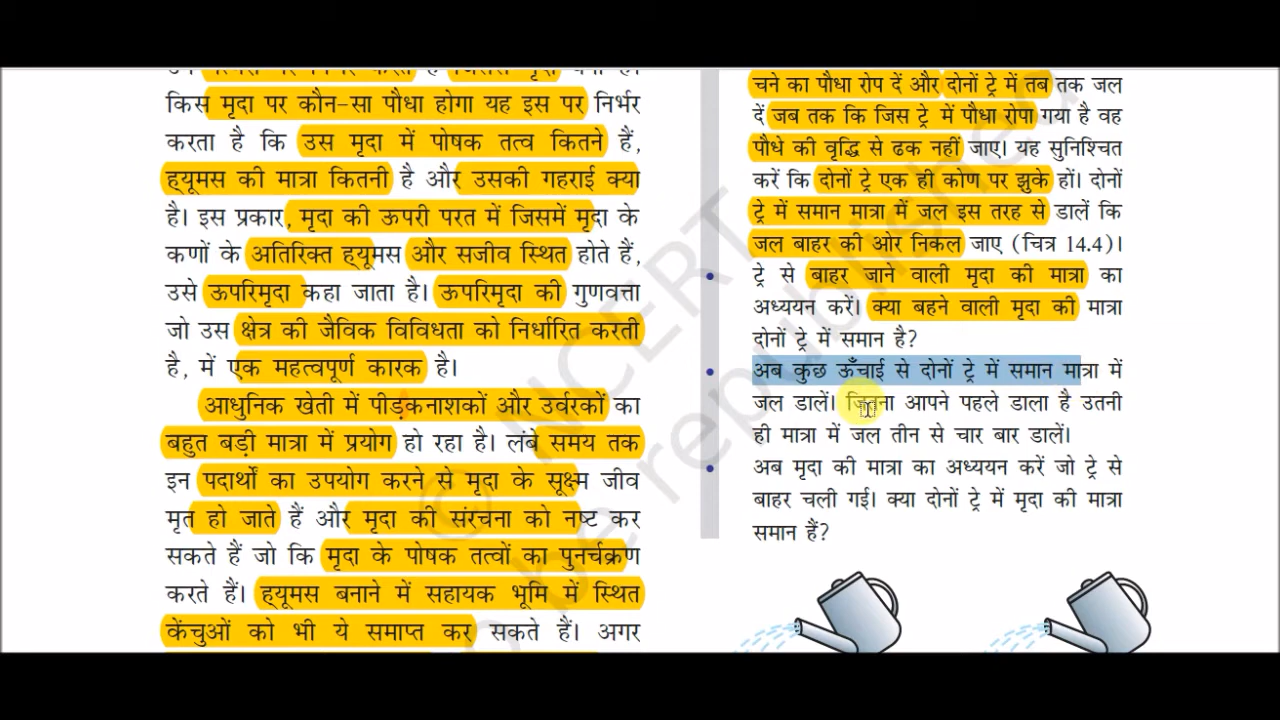 किस मृदा पर कौन-सा पौधा होगा यह इस पर निर्भर
करता है कि उस मृदा में पोषक तत्व कितने हैं,
ह्यूमस की मात्रा कितनी है और उसकी गहराई क्या
है। इस प्रकार, मृदा की ऊपरी परत में जिसमें मृदा के
कणों के अतिरिक्त ह्यूमस और सजीव स्थित होते हैं,
उसे ऊपरिमृदा कहा जाता है। ऊपरिमृदा की गुणवत्ता
जो उस क्षेत्र की जैविक विविधता को निर्धारित करती
है, में एक महत्वपूर्ण कारक है।
आधुनिक खेती में पीड़कनाशकों और उर्वरकों का
बहुत बड़ी मात्रा में प्रयोग हो रहा है। लंबे समय तक
इन पदार्थों का उपयोग करने से मृदा के सूक्ष्म जीव
मृत हो जाते हैं और मृदा की संरचना को नष्ट कर
सकते हैं जो कि मृदा के पोषक तत्वों का पुनर्चक्रण
करते हैं। ह्यूमस बनाने में सहायक भूमि में स्थित
केंचुओं को भी ये समाप्त कर सकते हैं। अगर
चने का पौधा रोप दें और दोनों ट्रे में तब तक जल
दें जब तक कि जिस ट्रे में पौधा रोपा गया है वह
पौधे की वृद्धि से ढक नहीं जाए। यह सुनिश्चित
करें कि दोनों ट्रे एक ही कोण पर झुके हों। दोनों
ट्रे में समान मात्रा में जल इस तरह से डालें कि
जल बाहर की ओर निकल जाए (चित्र 14.4)।
• ट्रे से बाहर जाने वाली मृदा की मात्रा का
अध्ययन करें। क्या बहने वाली मृदा की मात्रा
दोनों ट्रे में समान है?
• अब कुछ ऊँचाई से दोनों ट्रे में समान मात्रा में
जल डालें। जितना आपने पहले डाला है उतनी
ही मात्रा में जल तीन से चार बार डालें।
• अब मृदा की मात्रा का अध्ययन करें जो ट्रे से
बाहर चली गई। क्या दोनों ट्रे में मृदा की मात्रा
समान हैं?
© NCERT
be republished